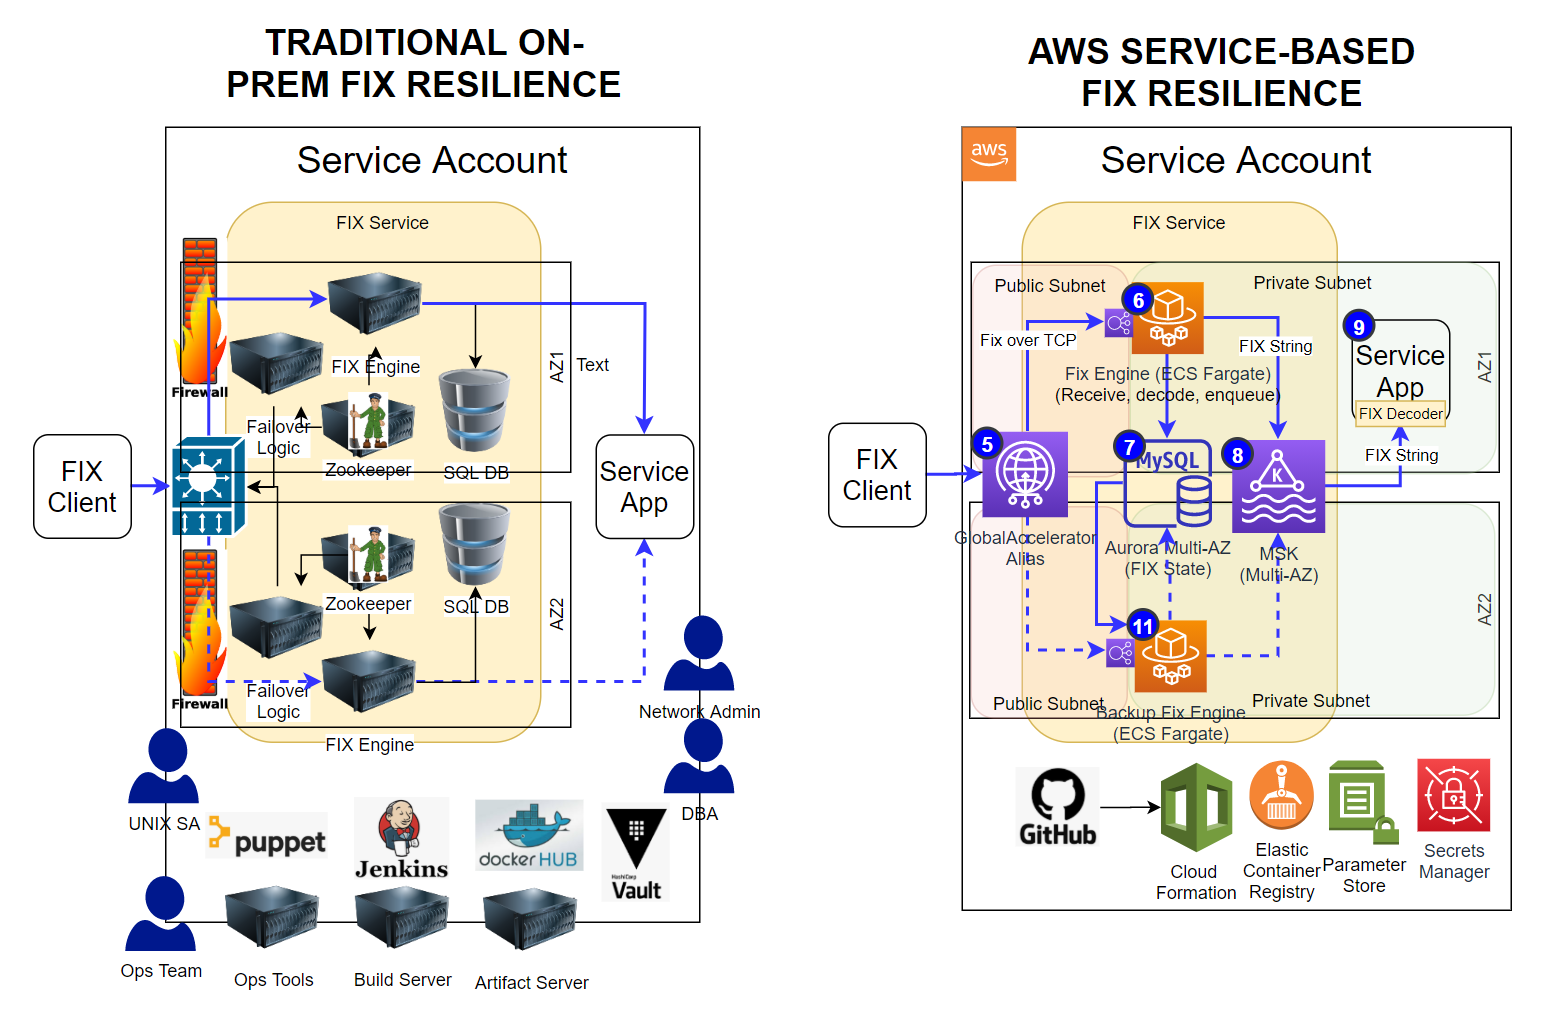 TRADITIONAL ON-
PREM FIX RESILIENCE
Service Account
FIX Service
Firewall
FIX Engine
AZ1
Text
Failover
Logic
Zookeeper
SQL DB
FIX
Client
Service
App
Zookeeper
SQL DB
AZ2
Firewall
Failover
Logic
FIX Engine
Network Admin
DBA
UNIX SA
puppet
Jenkins
docker HUB
HashiCorp
Vault
Ops Team
Ops Tools
Build Server
Artifact Server
AWS SERVICE-BASED
FIX RESILIENCE
aws
Service Account
FIX Service
Public Subnet
Private Subnet
6
9
Fix over TCP
FIX String
Service
App
FIX Decoder
AZ1
Fix Engine (ECS Fargate)
(Receive, decode, enqueue)
FIX
Client
5
7
MySQL
8
K
FIX String
GlobalAccelerator
Alias
Aurora Multi-AZ
(FIX State)
MSK
(Multi-AZ)
AZ2
11
Public Subnet
Private Subnet
Backup Fix Engine
(ECS Fargate)
GitHub
Cloud
Formation
Elastic
Container
Registry
Parameter
Store
Secrets
Manager